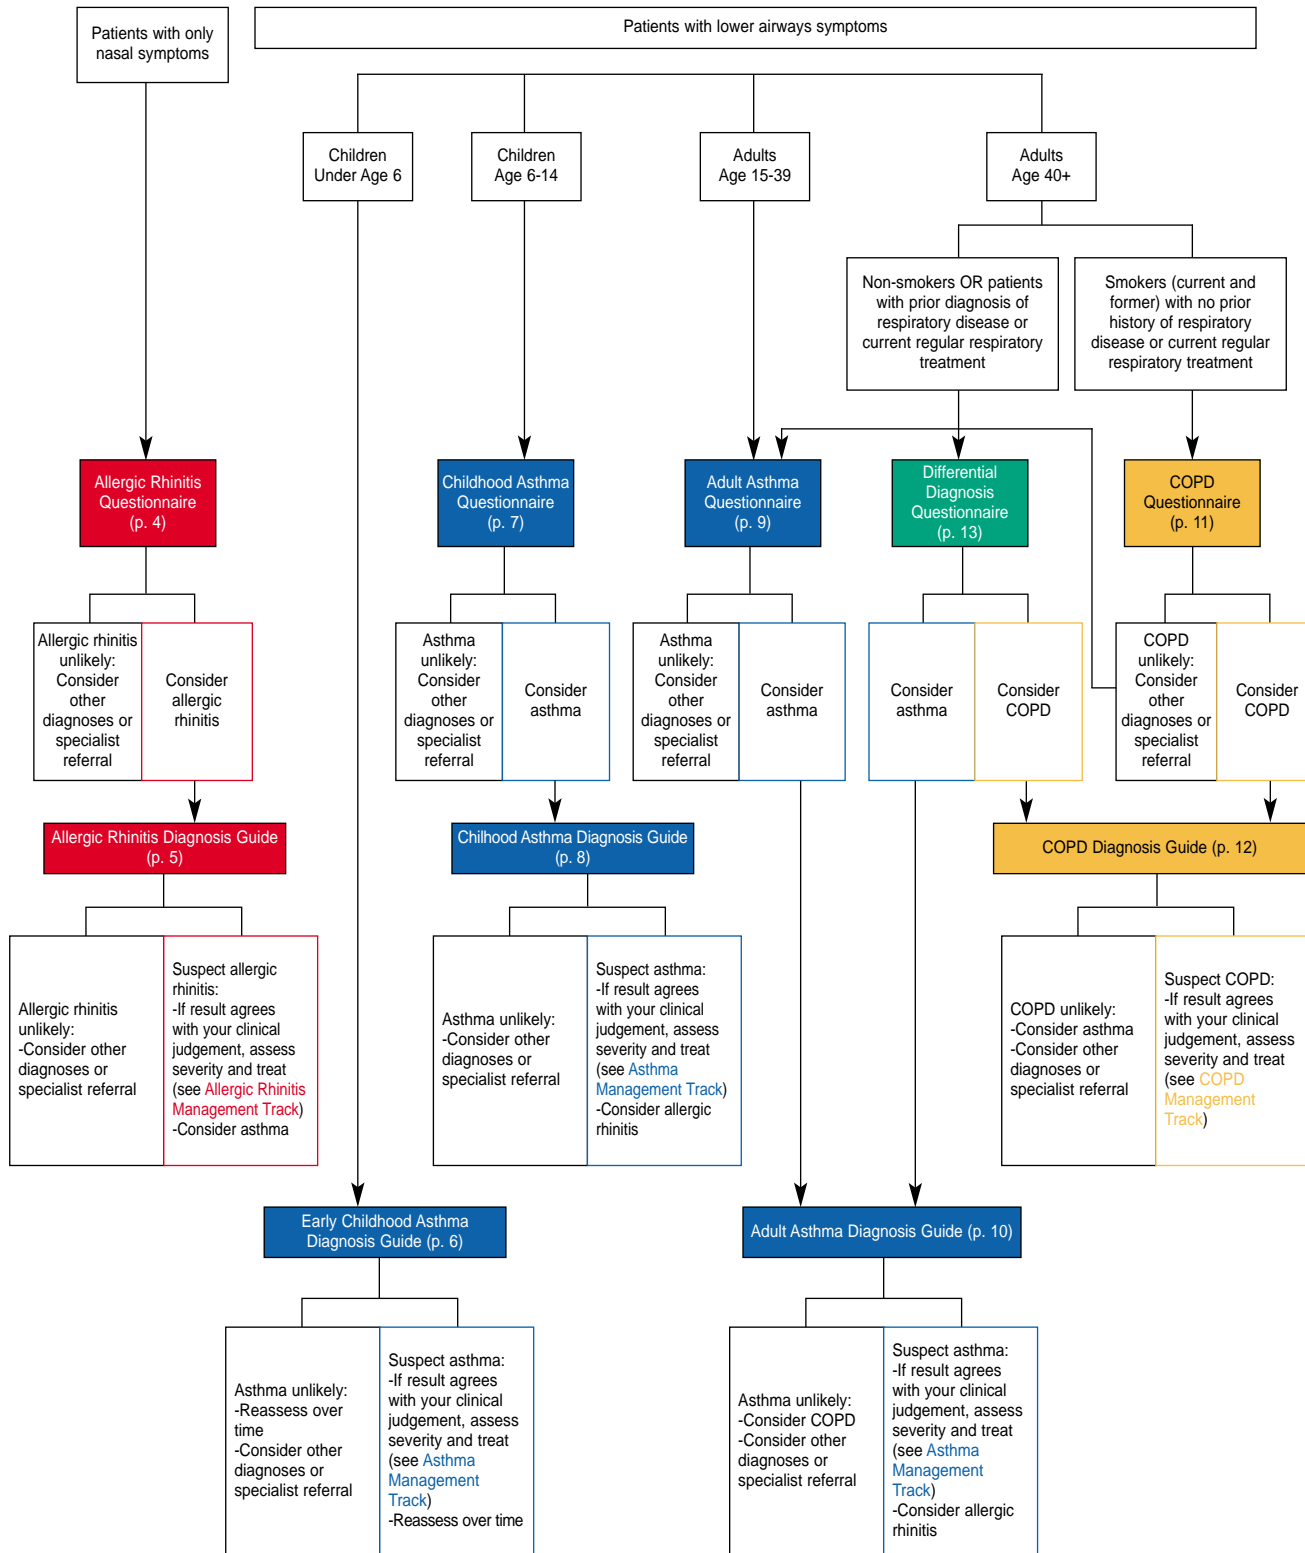 Patients with only
nasal symptoms
Patients with lower airways symptoms
Children
Under Age 6
Children
Age 6-14
Adults
Age 15-39
Adults
Age 40+
Non-smokers OR patients
with prior diagnosis of
respiratory disease or
current regular respiratory
treatment
Smokers (current and
former) with no prior
history of respiratory
disease or current regular
respiratory treatment
Allergic Rhinitis
Questionnaire
(p. 4)
Childhood Asthma
Questionnaire
(p. 7)
Adult Asthma
Questionnaire
(p. 9)
Differential
Diagnosis
Questionnaire
(p. 13)
COPD
Questionnaire
(p. 11)
Allergic rhinitis
unlikely:
Consider
other
diagnoses or
specialist
referral
Consider
allergic
rhinitis
Asthma
unlikely:
Consider
other
diagnoses or
specialist
referral
Consider
asthma
Asthma
unlikely:
Consider
other
diagnoses or
specialist
referral
Consider
asthma
Consider
asthma
Consider
COPD
COPD
unlikely:
Consider
other
diagnoses or
specialist
referral
Consider
COPD
Allergic Rhinitis Diagnosis Guide
(p. 5)
Chilhood Asthma Diagnosis Guide
(p. 8)
COPD Diagnosis Guide (p. 12)
Allergic rhinitis
unlikely:
-Consider other
diagnoses or
specialist referral
Suspect allergic
rhinitis:
-If result agrees
with your clinical
judgement, assess
severity and treat
(see Allergic Rhinitis
Management Track)
-Consider asthma
Asthma unlikely:
-Consider other
diagnoses or
specialist referral
Suspect asthma:
-If result agrees
with your clinical
judgement, assess
severity and treat
(see Asthma
Management Track)
-Consider allergic
rhinitis
COPD unlikely:
-Consider asthma
-Consider other
diagnoses or
specialist referral
Suspect COPD:
-If result agrees
with your clinical
judgement, assess
severity and treat
(see COPD
Management
Track)
Early Childhood Asthma
Diagnosis Guide (p. 6)
Adult Asthma Diagnosis Guide (p. 10)
Asthma unlikely:
-Reassess over
time
-Consider other
diagnoses or
specialist referral
Suspect asthma:
-If result agrees
with your clinical
judgement, assess
severity and treat
(see Asthma
Management
Track)
-Reassess over time
Asthma unlikely:
-Consider COPD
-Consider other
diagnoses or
specialist referral
Suspect asthma:
-If result agrees
with your clinical
judgement, assess
severity and treat
(see Asthma
Management
Track)
-Consider allergic
rhinitis